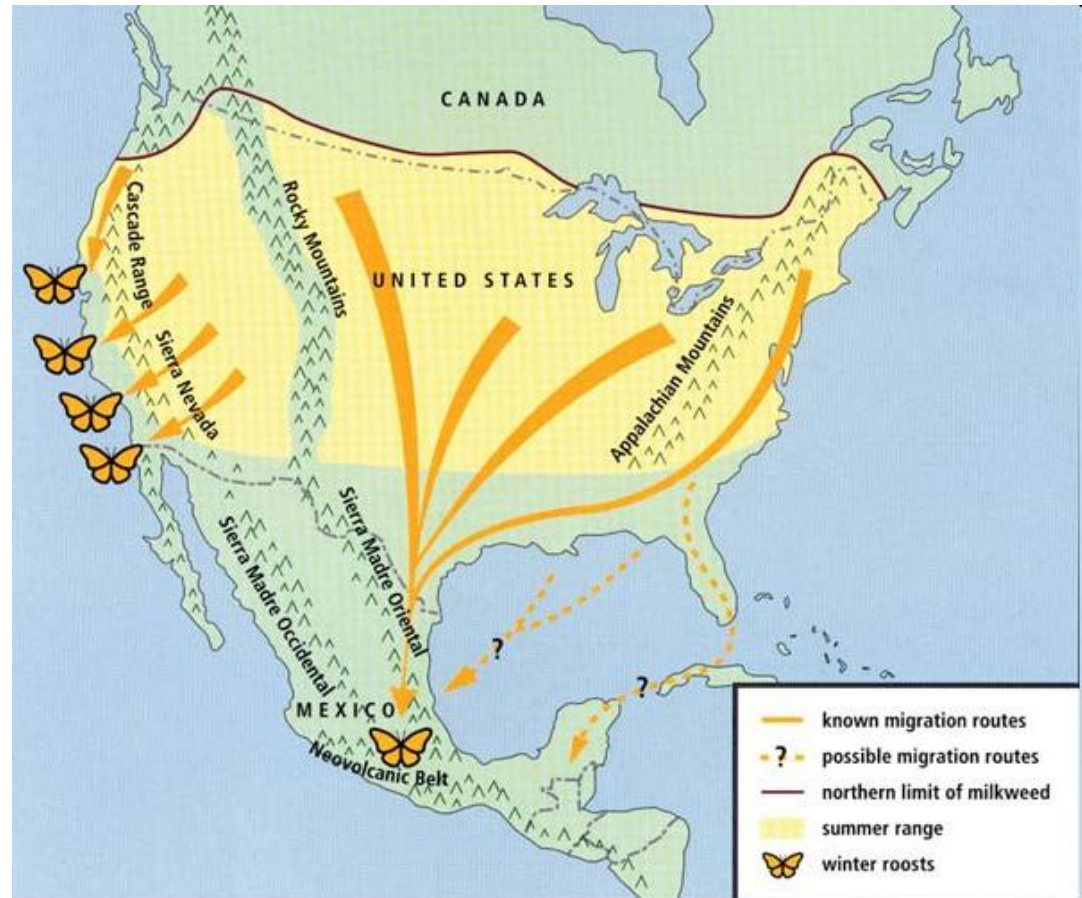 CANADA
Cascade Range
Rocky Mountains
UNITED STATES
Sierra Nevada
Appalachian Mountains
Sierra Madre Occidental
Sierra Madre Oriental
?
?
MEXICO
Neovolcanic Belt
known migration routes
? possible migration routes
northern limit of milkweed
summer range
winter roosts